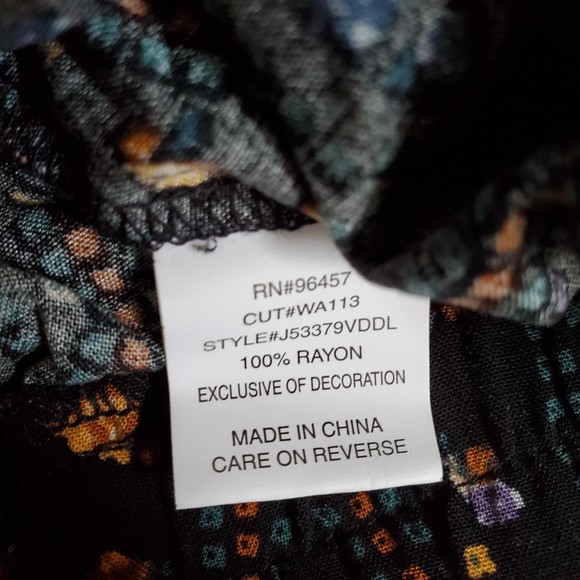 RN#96457
CUT#WA113
STYLE#J53379VDDL
100% RAYON
EXCLUSIVE OF DECORATION
MADE IN CHINA
CARE ON REVERSE